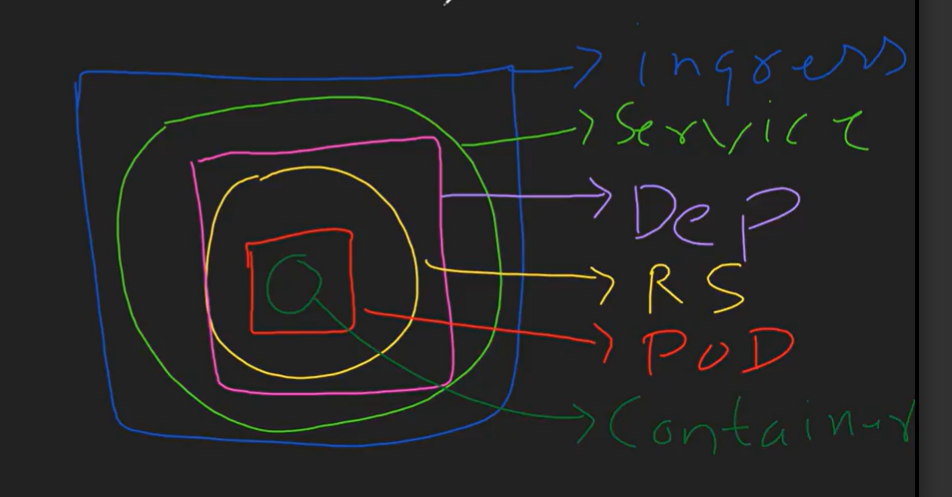 ingress
Service
DeP
RS
POD
Container